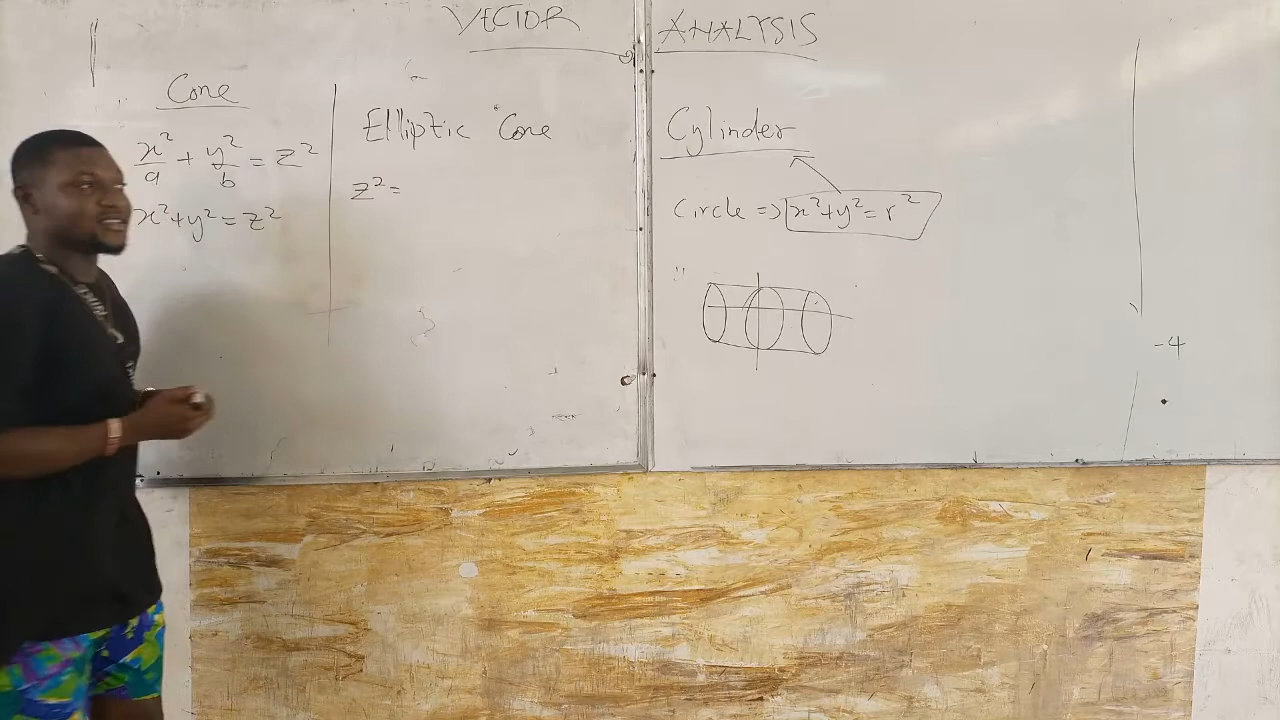 VECTOR ANALYSIS
Cone
x²/a + y²/b = z²
x²+y² = z²
Elliptic Cone
z² =
Cylinder
Circle => x²+y² = r²
-4